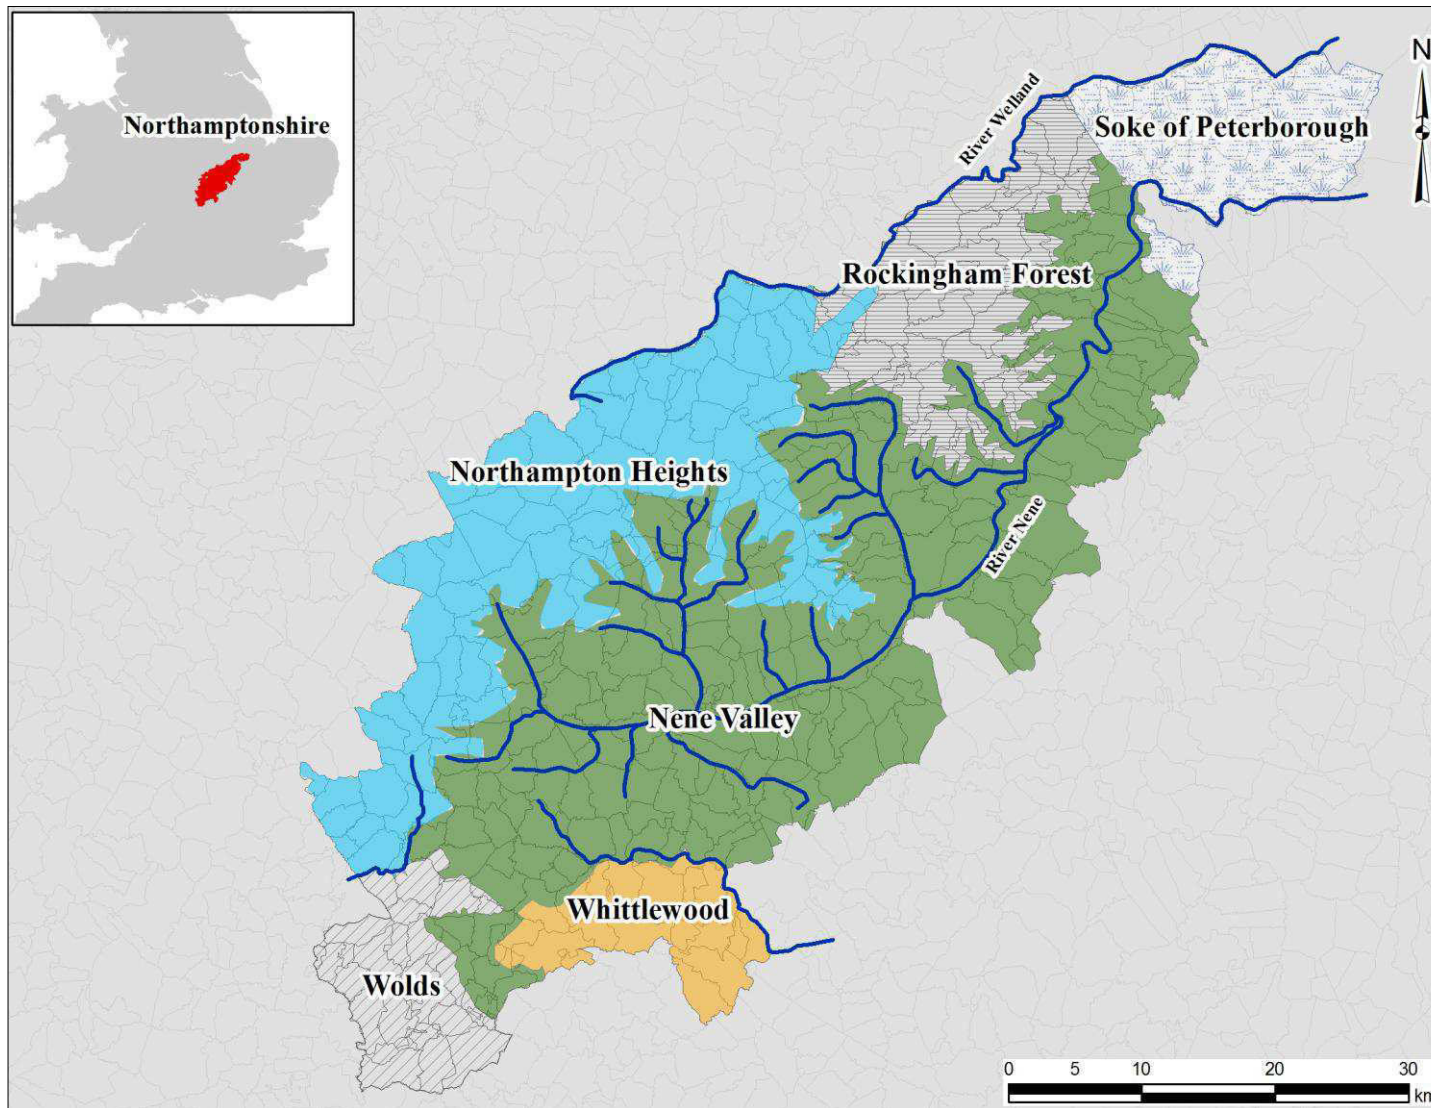 Northamptonshire
N
River Welland
Soke of Peterborough
Rockingham Forest
Northampton Heights
River Nene
Nene Valley
Whittlewood
Wolds
0 5 10 20 30
km